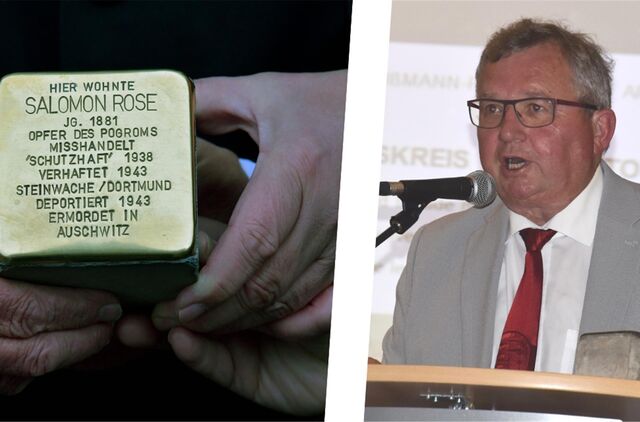 HIER WOHNTE
SALOMON ROSE
JG. 1881
OPFER DES POGROMS
MISSHANDELT
'SCHUTZHAFT' 1938
VERHAFTET 1943
STEINWACHE/DORTMUND
DEPORTIERT 1943
ERMORDET IN
AUSCHWITZ
SKREIS